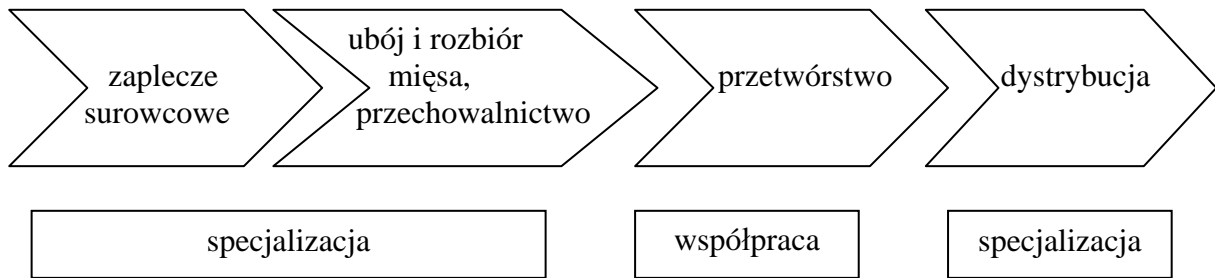 zaplecze
surowcowe
ubój i rozbiór
mięsa,
przechowalnictwo
przetwórstwo
dystrybucja
specjalizacja
współpraca
specjalizacja